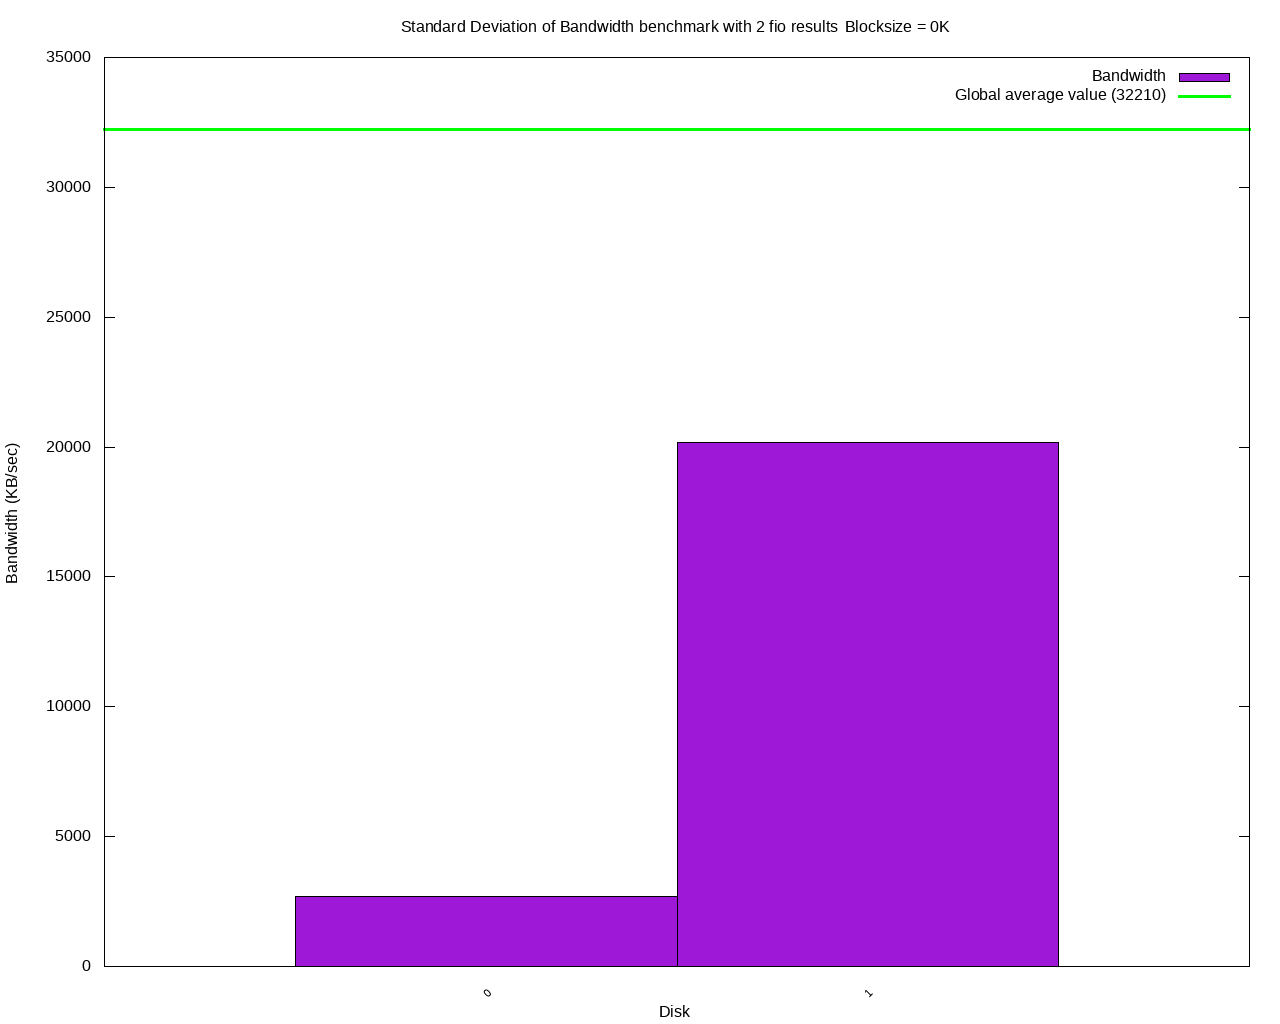 Standard Deviation of Bandwidth benchmark with 2 fio results Blocksize = 0K
Bandwidth
Global average value (32210)
35000
30000
25000
20000
15000
10000
5000
0
Bandwidth (KB/sec)
0
1
Disk